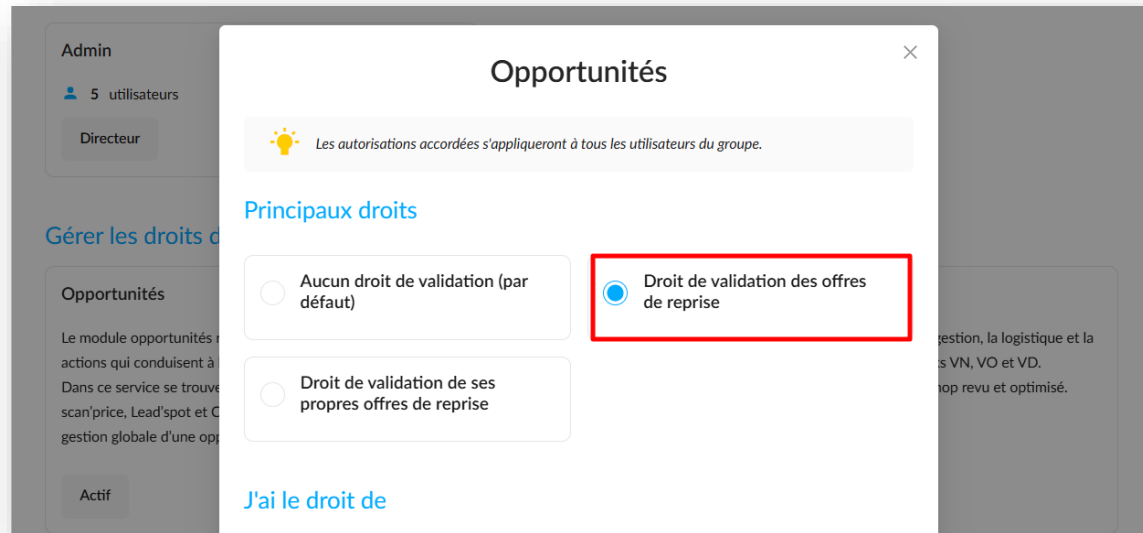 Admin
5 utilisateurs
Directeur
Gérer les droits
Opportunités
Le module opportunités
actions qui conduisent à
Dans ce service se
scan'price, Lead'spot et
gestion globale d'une
Actif
Opportunités
Les autorisations accordées s'appliqueront à tous les utilisateurs du groupe.
Principaux droits
Aucun droit de validation (par
défaut)
Droit de validation des offres
de reprise
Droit de validation de ses
propres offres de reprise
J'ai le droit de
gestion, la logistique et la
VN, VO et VD.
revu et optimisé.